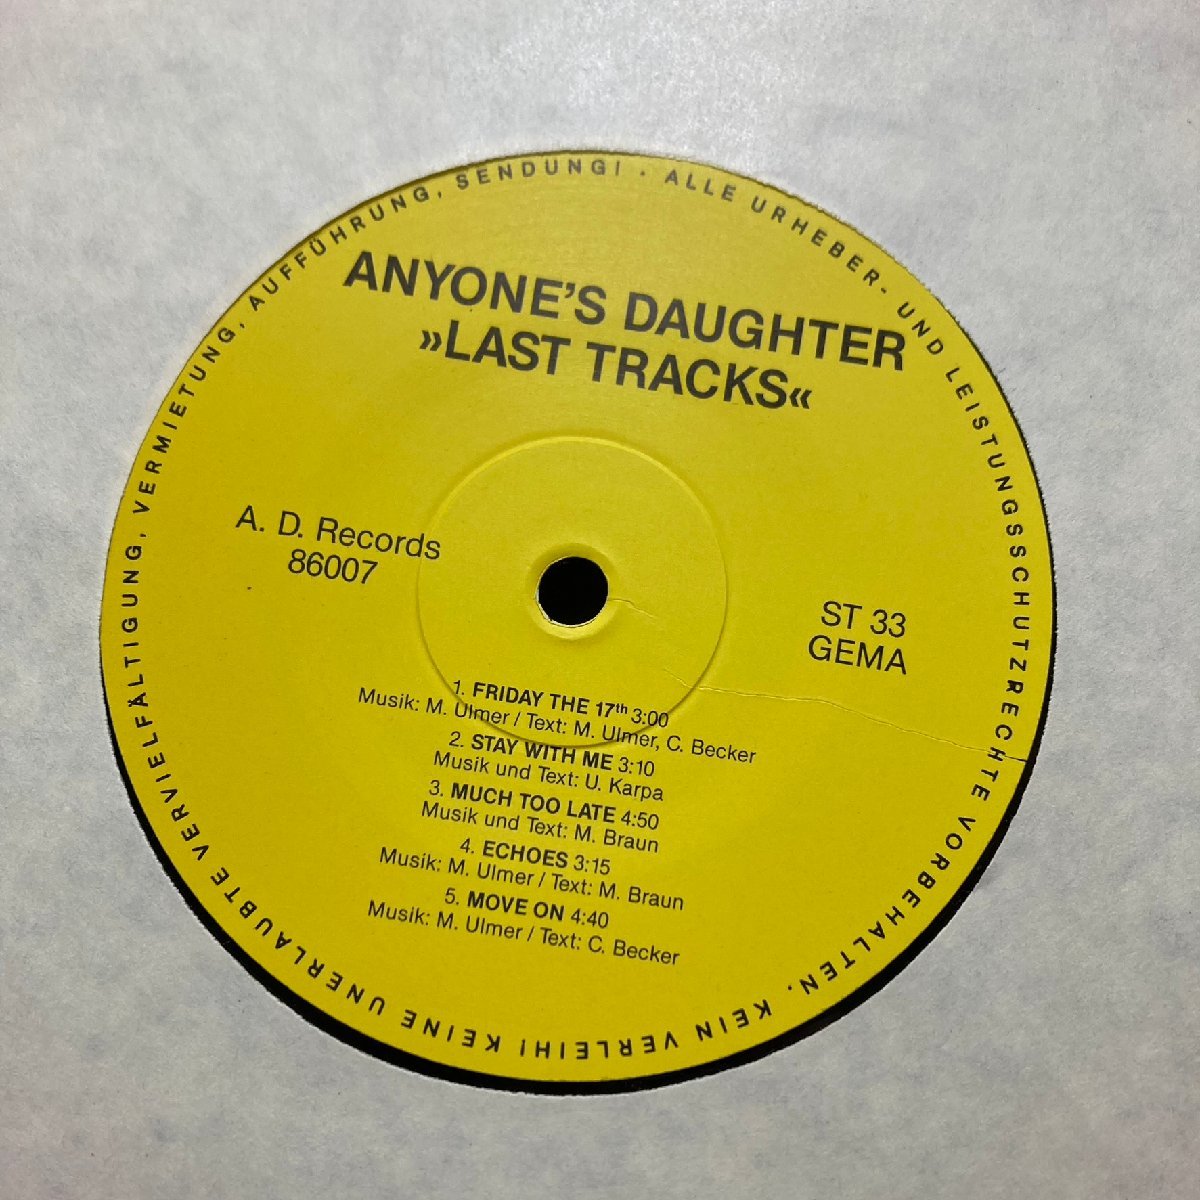 ALLE URHEBER- UND LEISTUNGSSCHUTZRECHTE VORBEHALTEN. KEIN VERLEIH! KEINE UNERLAUBTE VERVIELFÄLTIGUNG, VERMIETUNG, AUFFÜHRUNG, SENDUNG! •
ANYONE'S DAUGHTER
»LAST TRACKS«
A. D. Records
86007
ST 33
GEMA
1. FRIDAY THE 17th 3:00
Musik: M. Ulmer / Text: M. Ulmer, C. Becker
2. STAY WITH ME 3:10
Musik und Text: U. Karpa
3. MUCH TOO LATE 4:50
Musik und Text: M. Braun
4. ECHOES 3:15
Musik: M. Ulmer / Text: M. Braun
5. MOVE ON 4:40
Musik: M. Ulmer / Text: C. Becker